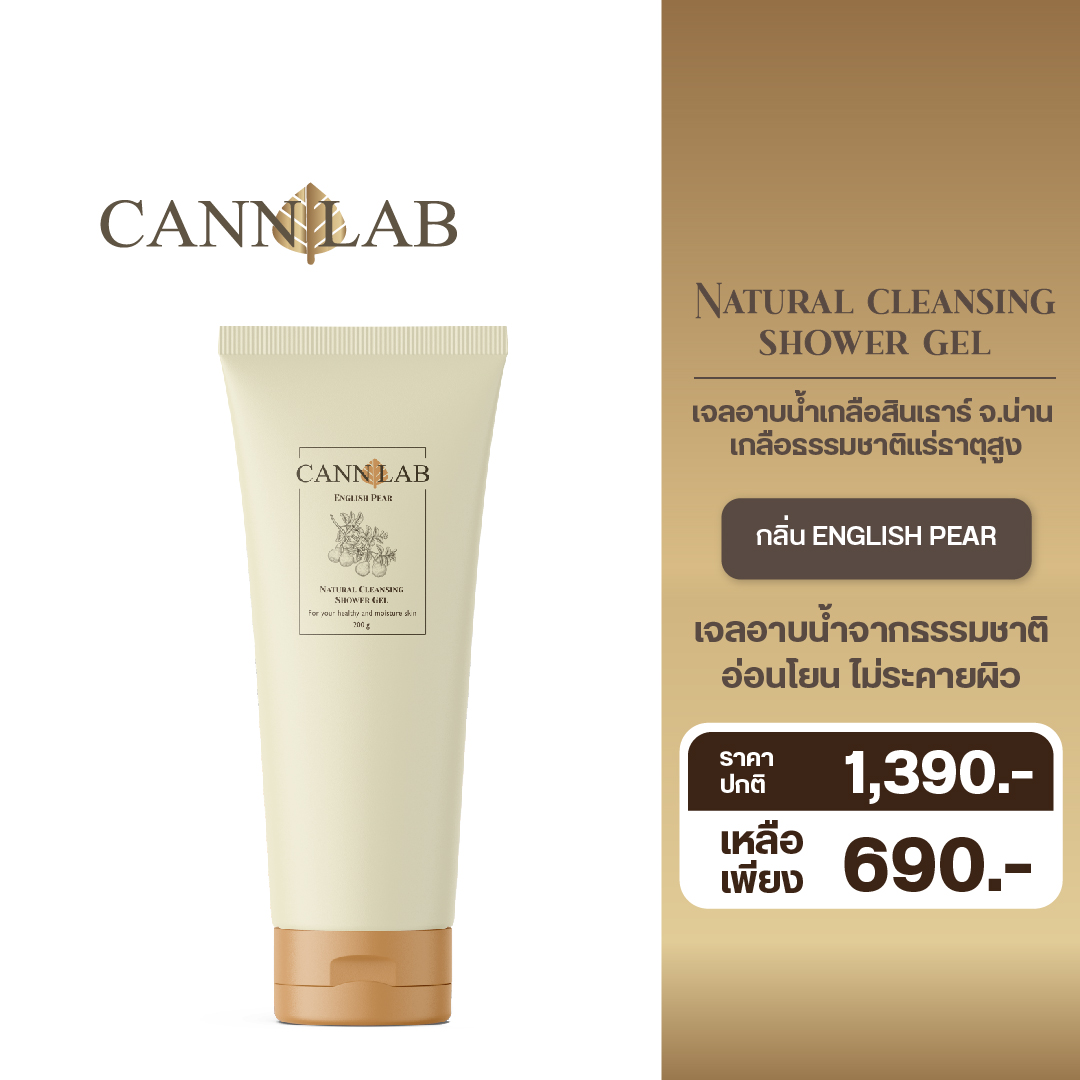 CANN LAB
CANN LAB
ENGLISH PEAR
NATURAL CLEANSING
SHOWER GEL
For your healthy and moisture skin
200 g
NATURAL CLEANSING
SHOWER GEL
เจลอาบน้ำเกลือสินเธาร์ จ.น่าน
เกลือธรรมชาติแร่ธาตุสูง
กลิ่น ENGLISH PEAR
เจลอาบน้ำจากธรรมชาติ
อ่อนโยน ไม่ระคายผิว
ราคา
ปกติ
1,390.-
เหลือ
เพียง
690.-